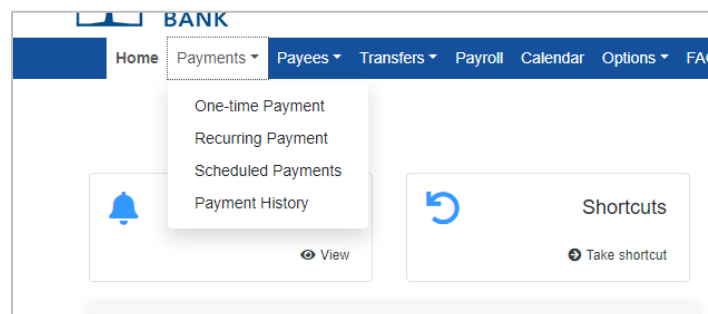 BANK
Home Payments Payees Transfers Payroll Calendar Options FAQ
One-time Payment
Recurring Payment
Scheduled Payments
Payment History
Shortcuts
View
Take shortcut